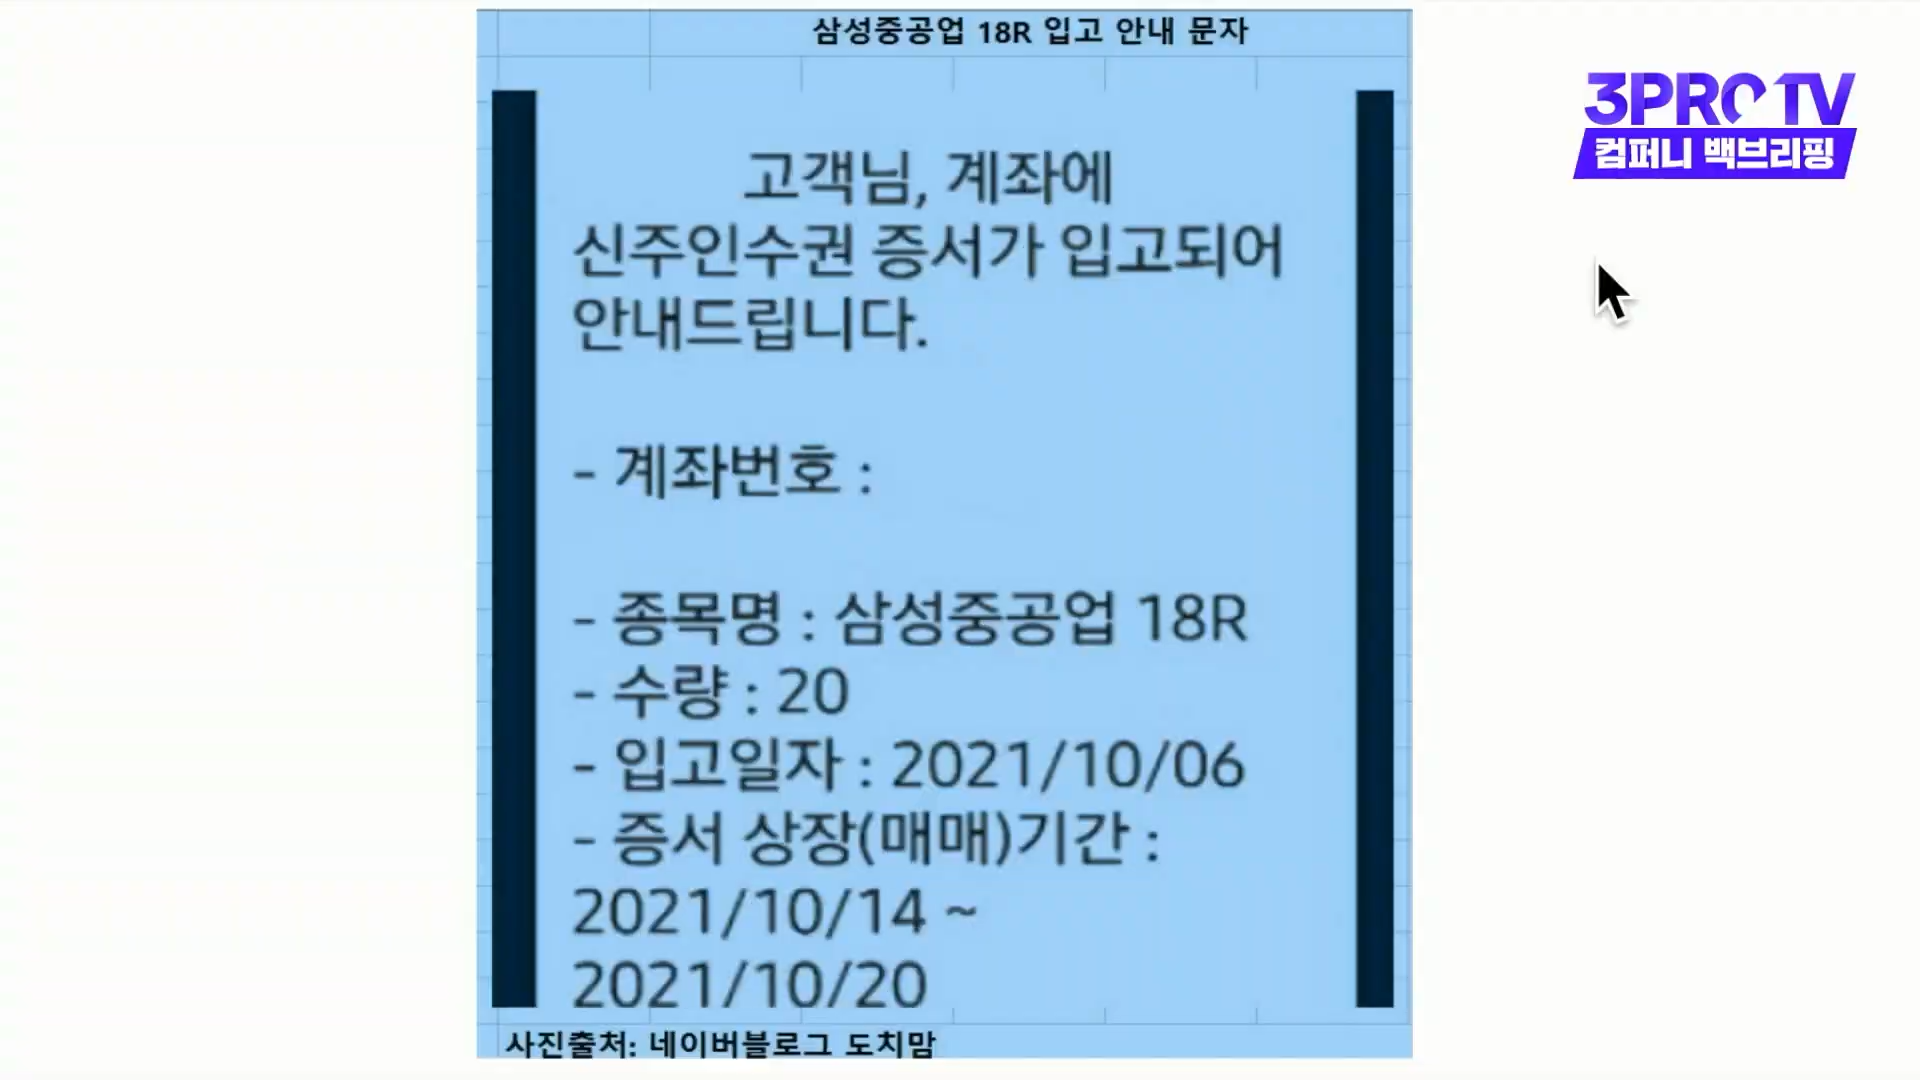 삼성중공업 18R 입고 안내 문자
3PRO TV
컴퍼니 백브리핑
고객님, 계좌에
신주인수권 증서가 입고되어
안내드립니다.
- 계좌번호 :
- 종목명 : 삼성중공업 18R
- 수량 : 20
- 입고일자 : 2021/10/06
- 증서 상장(매매)기간 :
2021/10/14 ~
2021/10/20
사진출처: 네이버블로그 도치맘